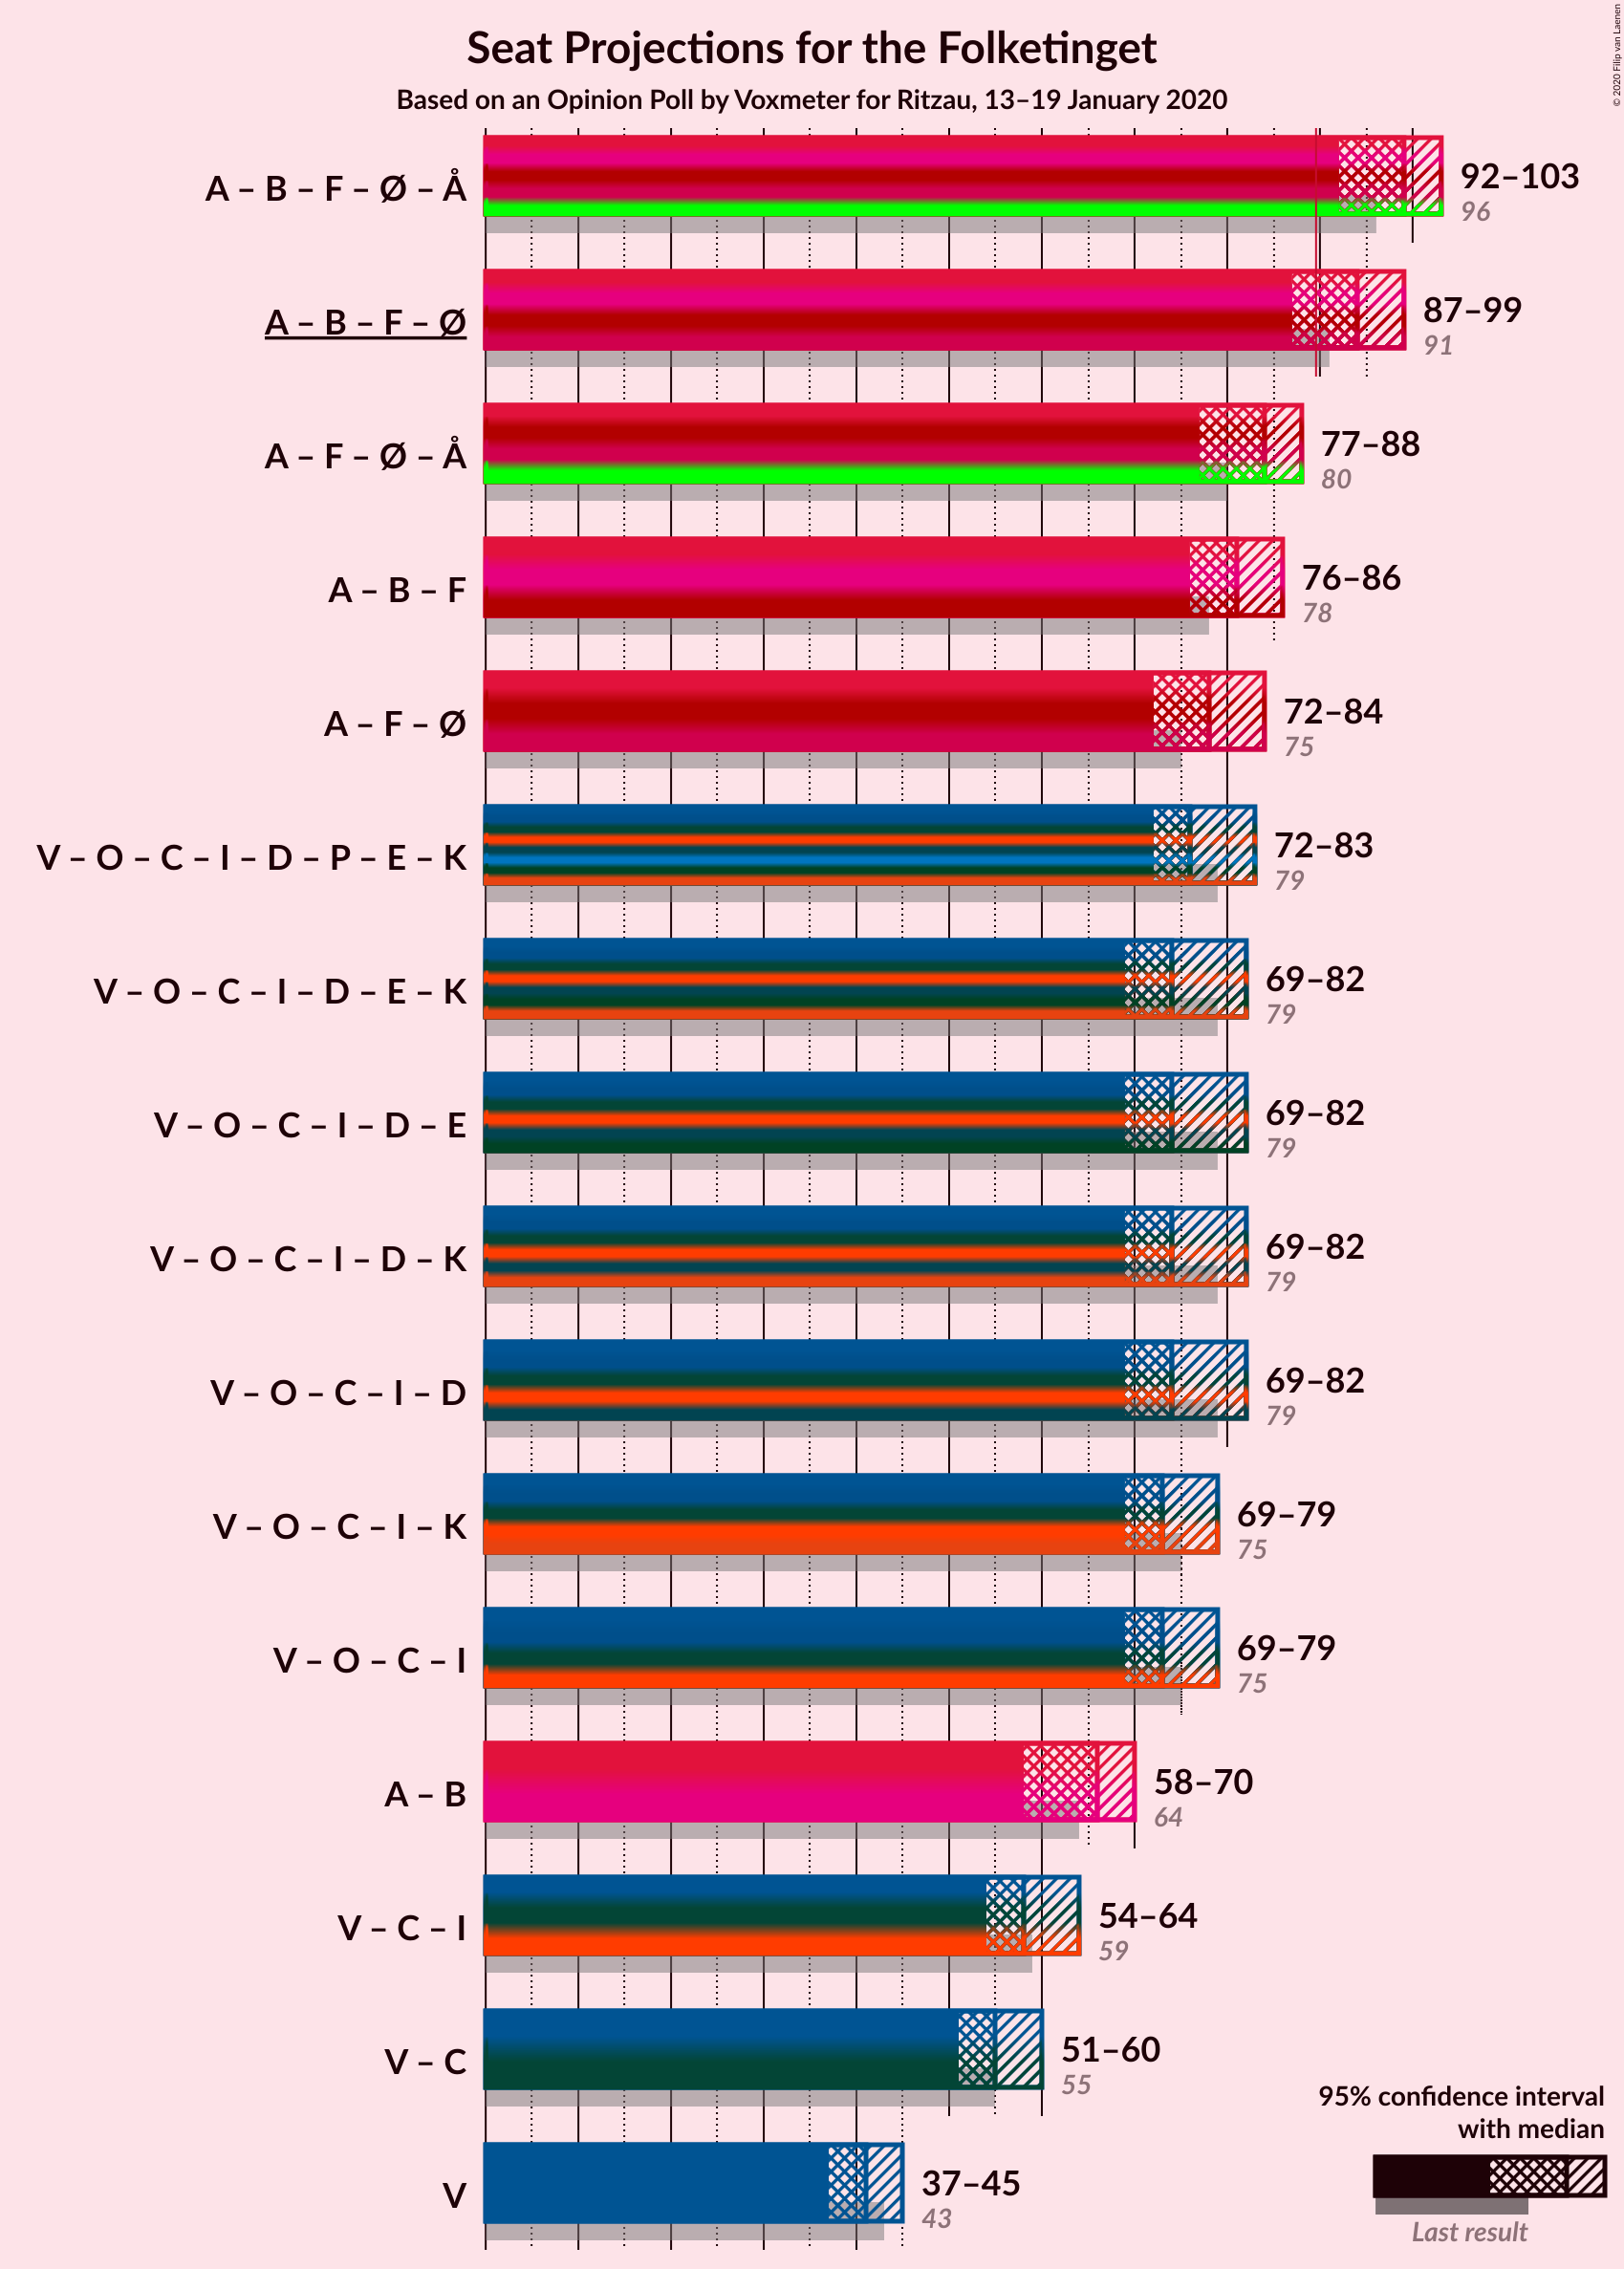 Seat Projections for the Folketinget
Based on an Opinion Poll by Voxmeter for Ritzau, 13–19 January 2020
© 2020 Filip van Laenen
A – B – F – Ø – Å
92–103
96
A – B – F – Ø
87–99
91
A – F – Ø – Å
77–88
80
A – B – F
76–86
78
A – F – Ø
72–84
75
V – O – C – I – D – P – E – K
72–83
79
V – O – C – I – D – E – K
69–82
79
V – O – C – I – D – E
69–82
79
V – O – C – I – D – K
69–82
79
V – O – C – I – D
69–82
79
V – O – C – I – K
69–79
75
V – O – C – I
69–79
75
A – B
58–70
64
V – C – I
54–64
59
V – C
51–60
55
V
37–45
43
95% confidence interval
with median
Last result